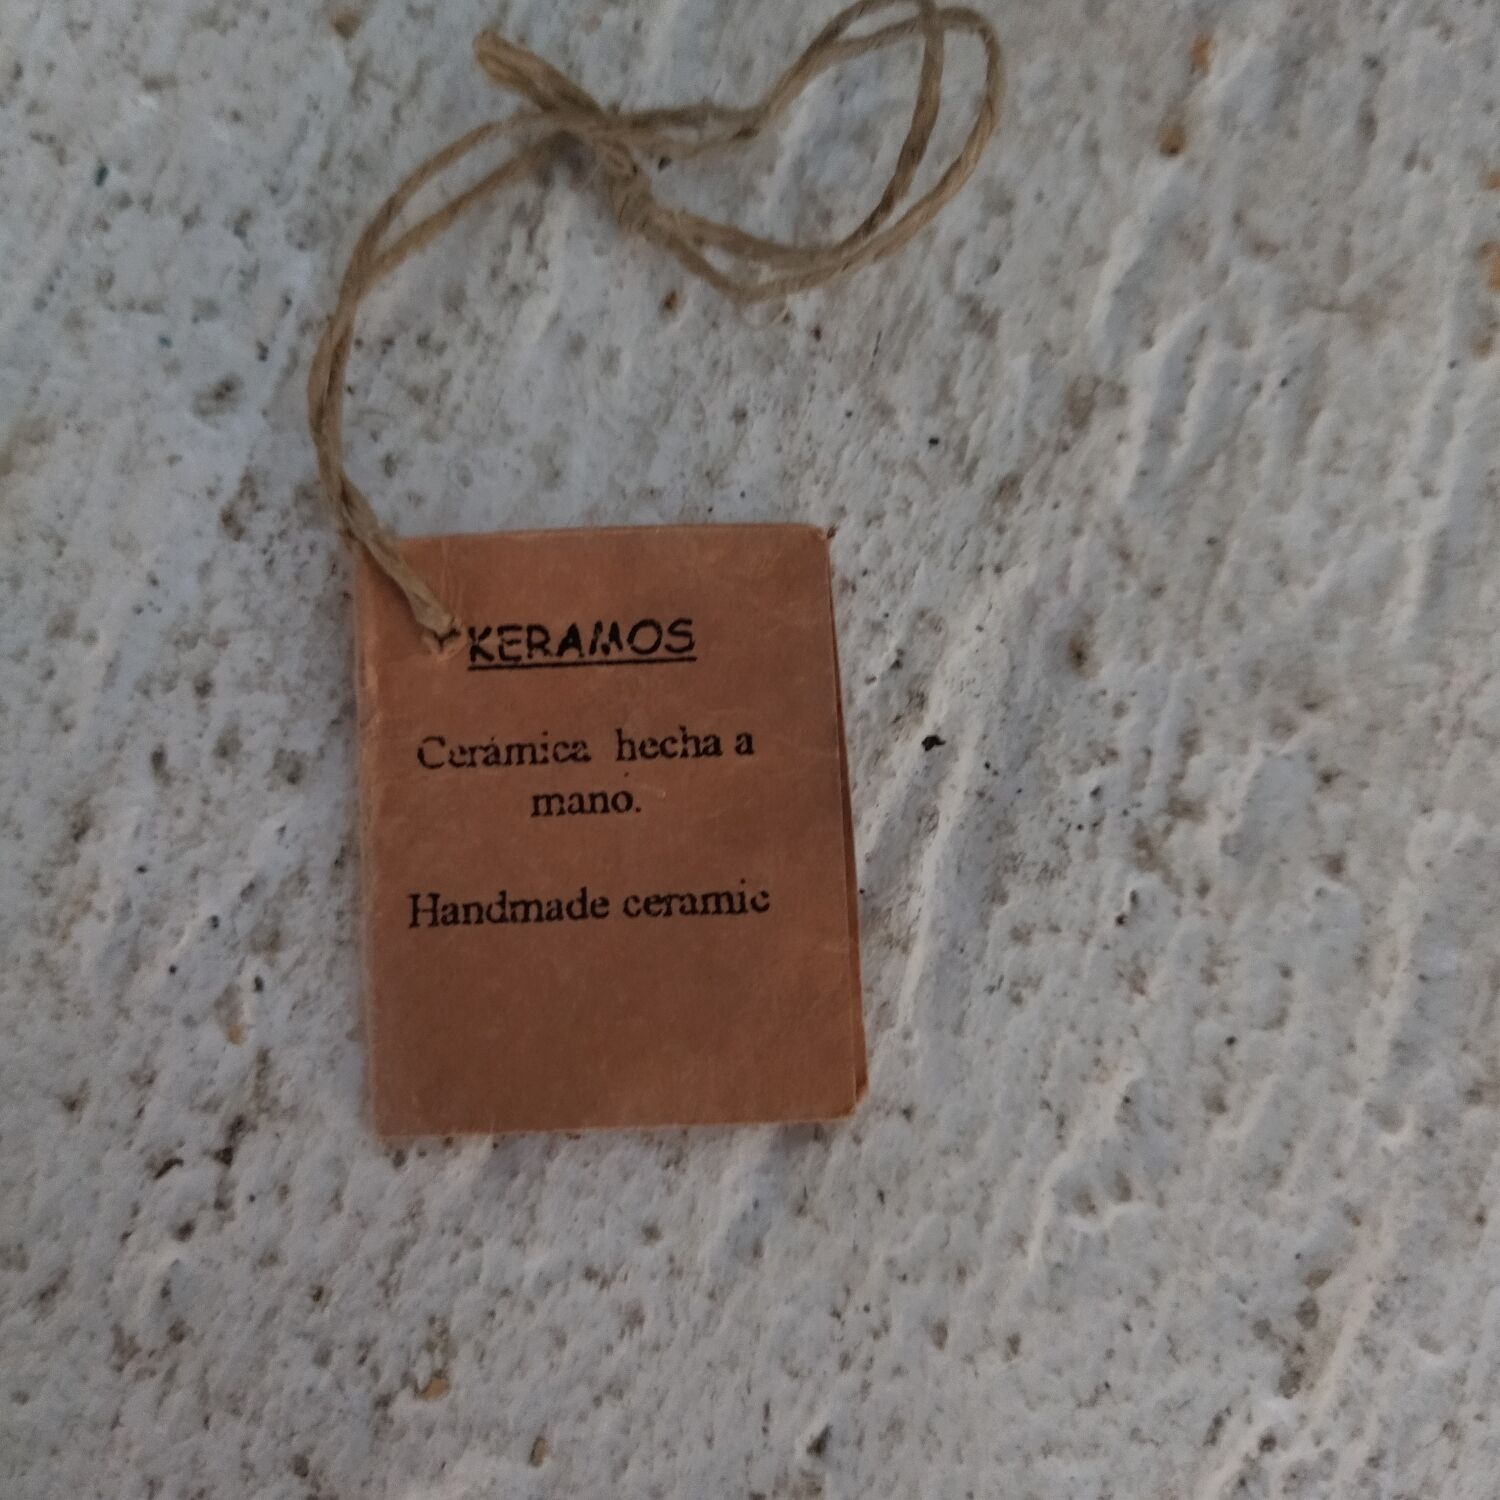 KERAMOS
Cerámica hecha a
mano.
Handmade ceramic